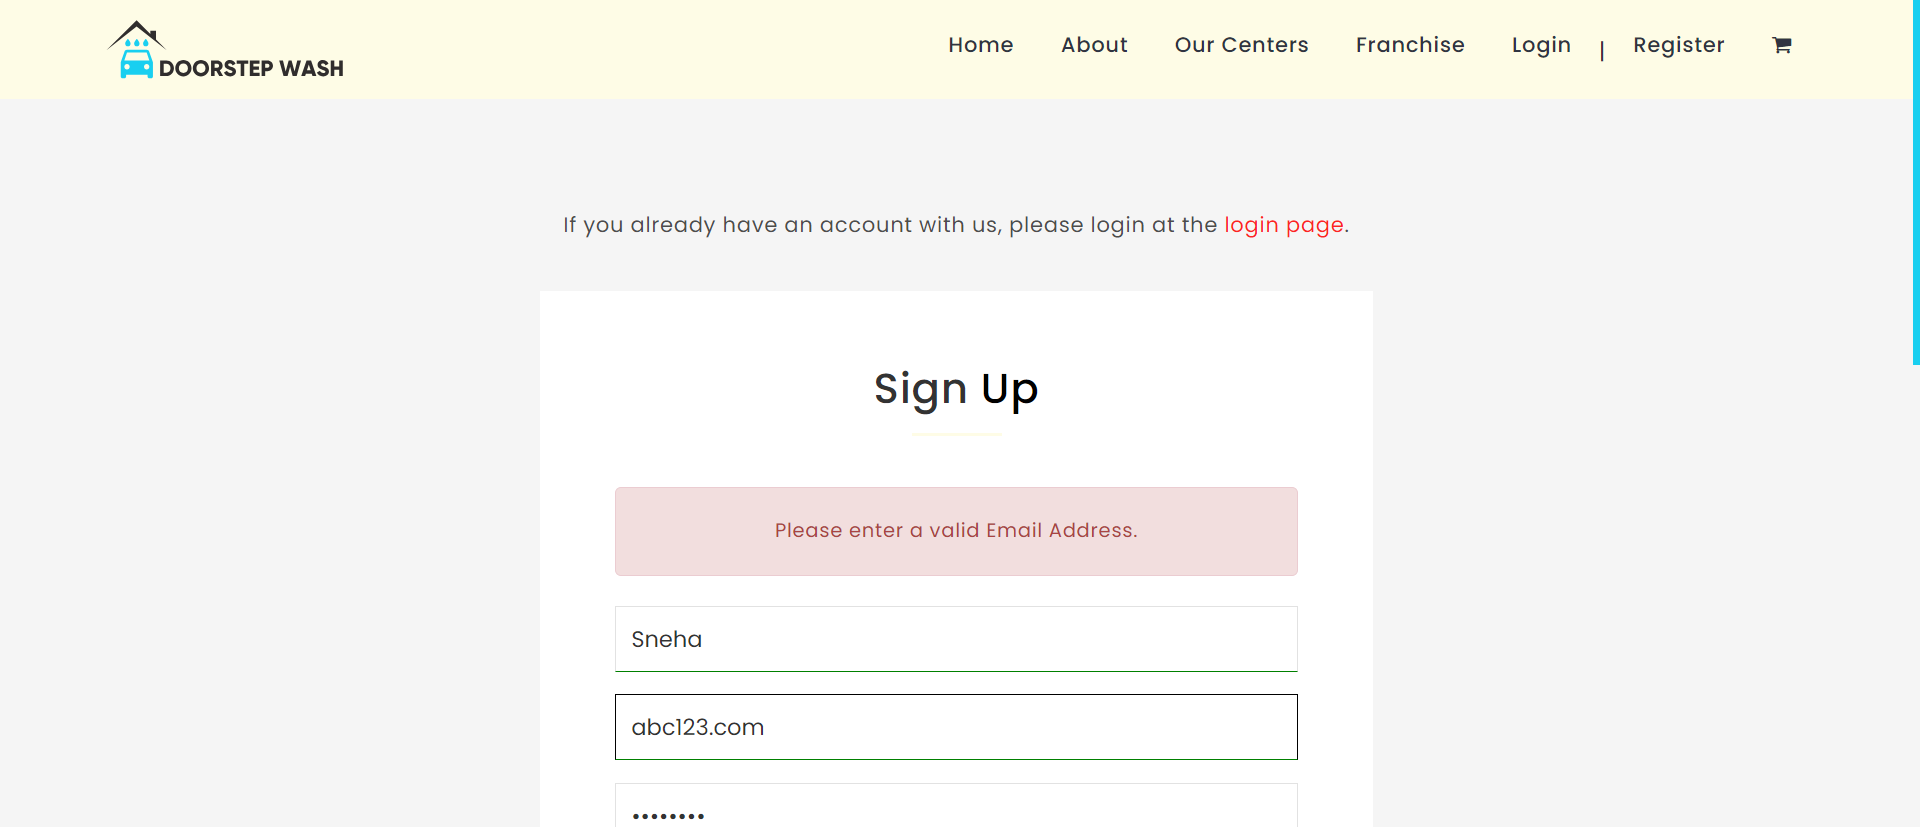 DOORSTEP WASH
Home About Our Centers Franchise Login | Register
If you already have an account with us, please login at the login page.
Sign Up
Please enter a valid Email Address.
Sneha
abc123.com
••••••••